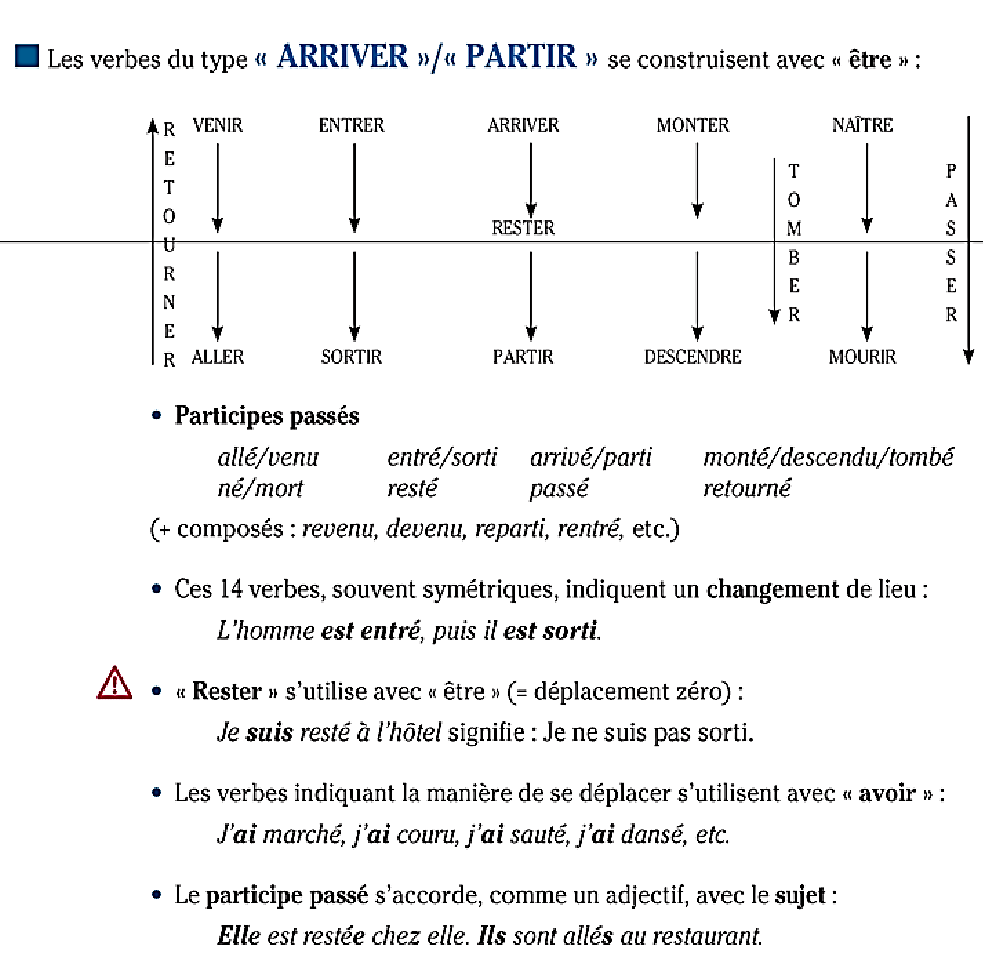 Les verbes du type « ARRIVER »/« PARTIR » se construisent avec « être » :
RETOURNER
VENIR ENTRER ARRIVER MONTER NAÎTRE
TOMBER
PASSER
RESTER
ALLER SORTIR PARTIR DESCENDRE MOURIR
• Participes passés
allé/venu entré/sorti arrivé/parti monté/descendu/tombé
né/mort resté passé retourné
(+ composés : revenu, devenu, reparti, rentré, etc.)
• Ces 14 verbes, souvent symétriques, indiquent un changement de lieu :
L'homme est entré, puis il est sorti.
• « Rester » s'utilise avec « être » (= déplacement zéro) :
Je suis resté à l'hôtel signifie : Je ne suis pas sorti.
• Les verbes indiquant la manière de se déplacer s'utilisent avec « avoir » :
J'ai marché, j'ai couru, j'ai sauté, j'ai dansé, etc.
• Le participe passé s'accorde, comme un adjectif, avec le sujet :
Elle est restée chez elle. Ils sont allés au restaurant.